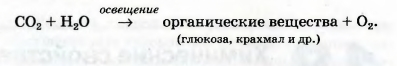 освещение
CO₂ + H₂O → органические вещества + O₂.
(глюкоза, крахмал и др.)